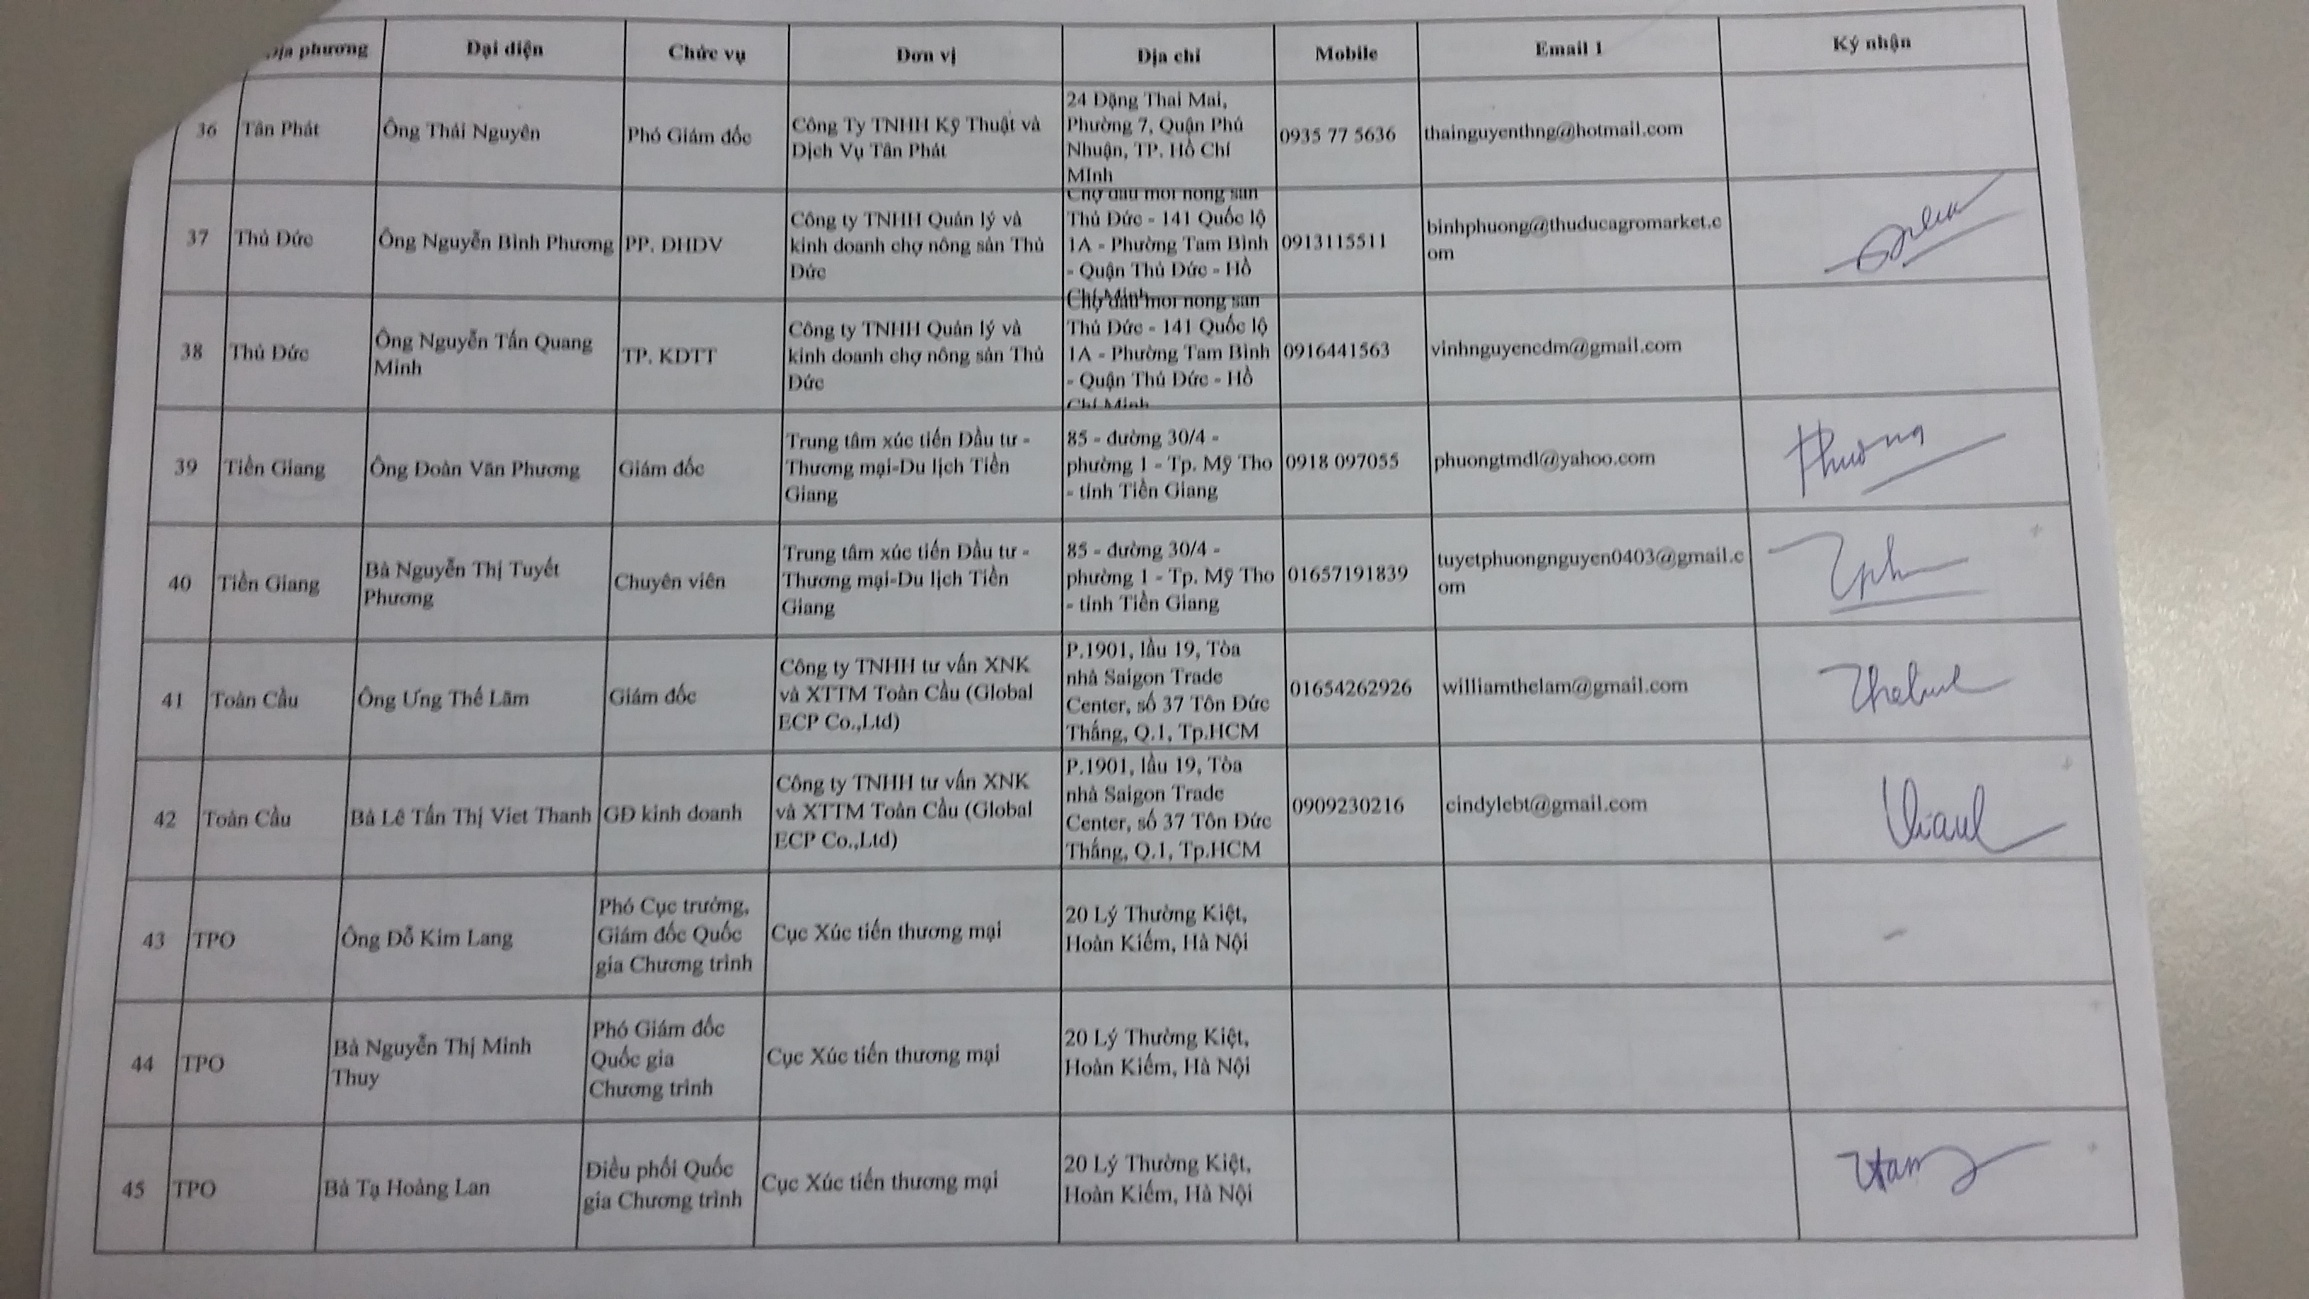 Địa phương Đại diện Chức vụ Đơn vị Địa chỉ Mobile Email 1 Ký nhận
36 Tân Phát Ông Thái Nguyên Phó Giám đốc
Công Ty TNHH Kỹ Thuật và
Dịch Vụ Tân Phát
24 Đặng Thai Mai,
Phường 7, Quận Phú
Nhuận, TP. Hồ Chí
MInh
0935 77 5636 thainguyenthng@hotmail.com
37 Thủ Đức Ông Nguyễn Bình Phương PP. DHDV
Công ty TNHH Quản lý và
kinh doanh chợ nông sản Thủ
Đức
Chợ đầu mối nông sản
Thủ Đức - 141 Quốc lộ
1A - Phường Tam Bình
- Quận Thủ Đức - Hồ
Chí Minh
0913115511
binhphuong@thuducagromarket.c
om
38 Thủ Đức
Ông Nguyễn Tấn Quang
Minh
TP. KDTT
Công ty TNHH Quản lý và
kinh doanh chợ nông sản Thủ
Đức
Chợ đầu mối nông sản
Thủ Đức - 141 Quốc lộ
1A - Phường Tam Bình
- Quận Thủ Đức - Hồ
Chí Minh
0916441563 vinhnguyencdm@gmail.com
39 Tiền Giang Ông Đoàn Văn Phương Giám đốc
Trung tâm xúc tiến Đầu tư -
Thương mại-Du lịch Tiền
Giang
85 - đường 30/4 -
phường 1 - Tp. Mỹ Tho
- tỉnh Tiền Giang
0918 097055 phuongtmdl@yahoo.com
Phương
40 Tiền Giang
Bà Nguyễn Thị Tuyết
Phương
Chuyên viên
Trung tâm xúc tiến Đầu tư -
Thương mại-Du lịch Tiền
Giang
85 - đường 30/4 -
phường 1 - Tp. Mỹ Tho
- tỉnh Tiền Giang
01657191839
tuyetphuongnguyen0403@gmail.c
om
41 Toàn Cầu Ông Ưng Thế Lãm Giám đốc
Công ty TNHH tư vấn XNK
và XTTM Toàn Cầu (Global
ECP Co.,Ltd)
P.1901, lầu 19, Tòa
nhà Saigon Trade
Center, số 37 Tôn Đức
Thắng, Q.1, Tp.HCM
01654262926 williamthelam@gmail.com
42 Toàn Cầu Bà Lê Tấn Thị Viet Thanh GĐ kinh doanh
Công ty TNHH tư vấn XNK
và XTTM Toàn Cầu (Global
ECP Co.,Ltd)
P.1901, lầu 19, Tòa
nhà Saigon Trade
Center, số 37 Tôn Đức
Thắng, Q.1, Tp.HCM
0909230216 cindylebt@gmail.com
43 TPO Ông Đỗ Kim Lang
Phó Cục trưởng,
Giám đốc Quốc
gia Chương trình
Cục Xúc tiến thương mại
20 Lý Thường Kiệt,
Hoàn Kiếm, Hà Nội
44 TPO
Bà Nguyễn Thị Minh
Thuy
Phó Giám đốc
Quốc gia
Chương trình
Cục Xúc tiến thương mại
20 Lý Thường Kiệt,
Hoàn Kiếm, Hà Nội
45 TPO Bà Tạ Hoàng Lan
Điều phối Quốc
gia Chương trình
Cục Xúc tiến thương mại
20 Lý Thường Kiệt,
Hoàn Kiếm, Hà Nội